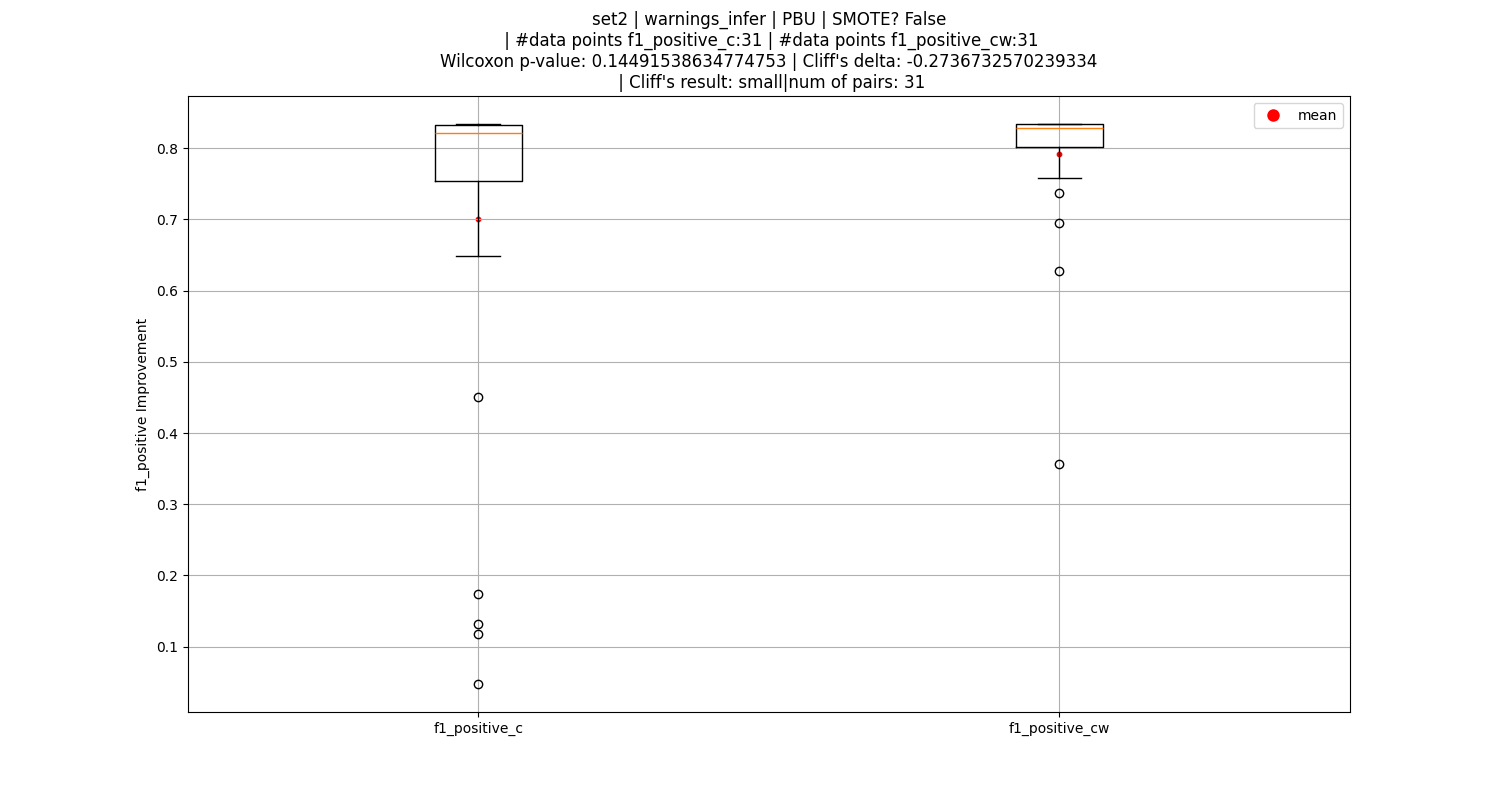 set2 | warnings_infer | PBU | SMOTE? False
| #data points f1_positive_c:31 | #data points f1_positive_cw:31
Wilcoxon p-value: 0.14491538634774753 | Cliff's delta: -0.2736732570239334
| Cliff's result: small|num of pairs: 31
mean
0.8
0.7
0.6
0.5
0.4
0.3
0.2
0.1
f1_positive Improvement
f1_positive_c
f1_positive_cw